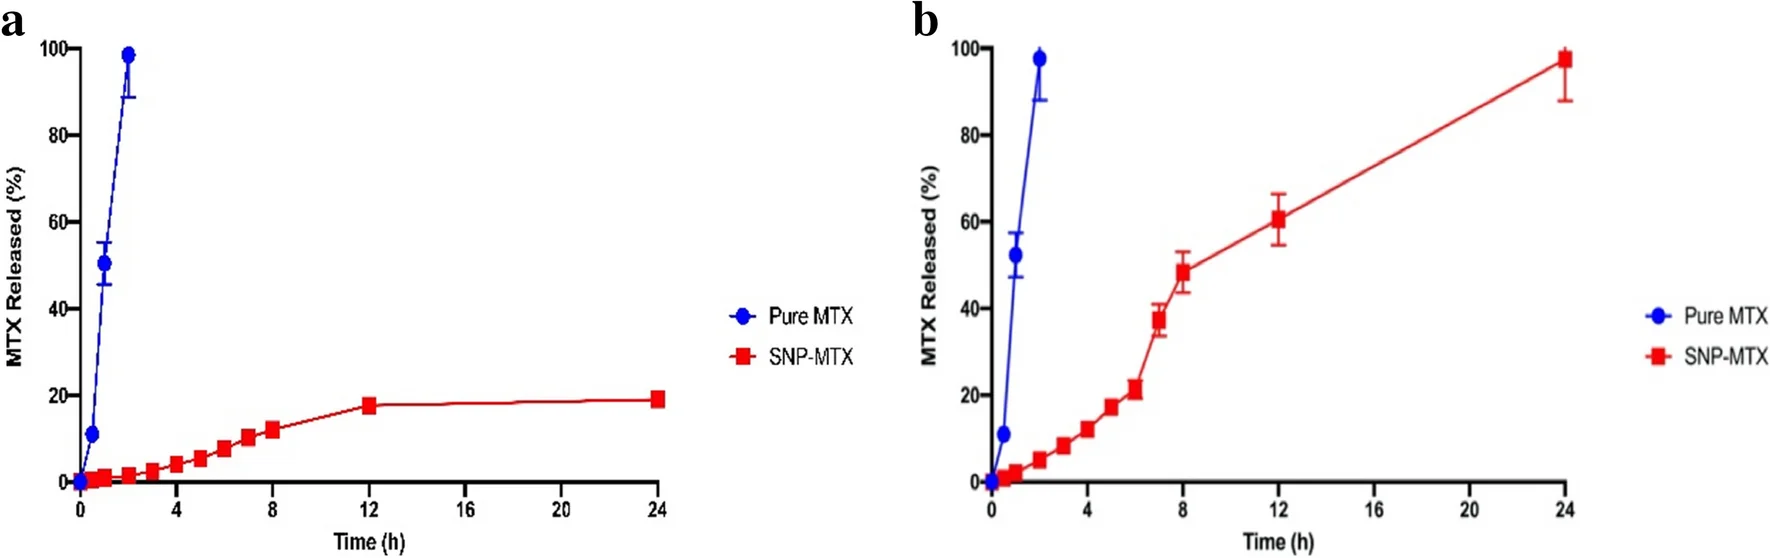 a
100
80
60
40
20
0
MTX Released (%)
0 4 8 12 16 20 24
Time (h)
Pure MTX
SNP-MTX
b
100
80
60
40
20
0
MTX Released (%)
0 4 8 12 16 20 24
Time (h)
Pure MTX
SNP-MTX